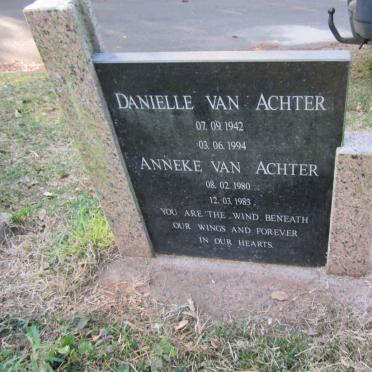 DANIELLE VAN ACHTER
07. 09. 1942
03. 06. 1994
ANNEKE VAN ACHTER
08. 02. 1980
12. 03. 1983
YOU ARE THE WIND BENEATH
OUR WINGS AND FOREVER
IN OUR HEARTS.